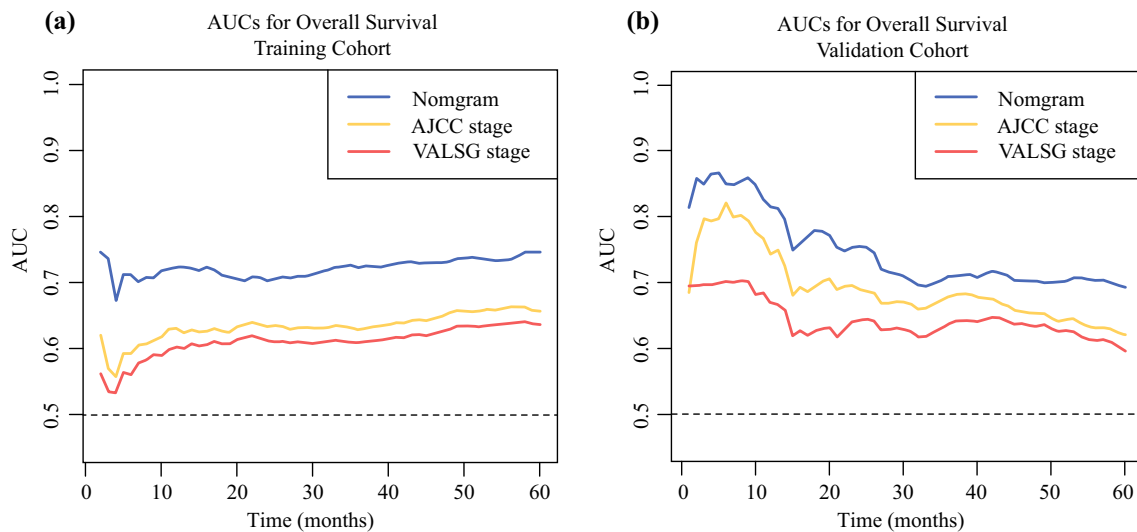 (a)
AUCs for Overall Survival
Training Cohort
Nomgram
AJCC stage
VALSG stage
AUC
1.0
0.9
0.8
0.7
0.6
0.5
0 10 20 30 40 50 60
Time (months)
(b)
AUCs for Overall Survival
Validation Cohort
Nomgram
AJCC stage
VALSG stage
AUC
1.0
0.9
0.8
0.7
0.6
0.5
0 10 20 30 40 50 60
Time (months)